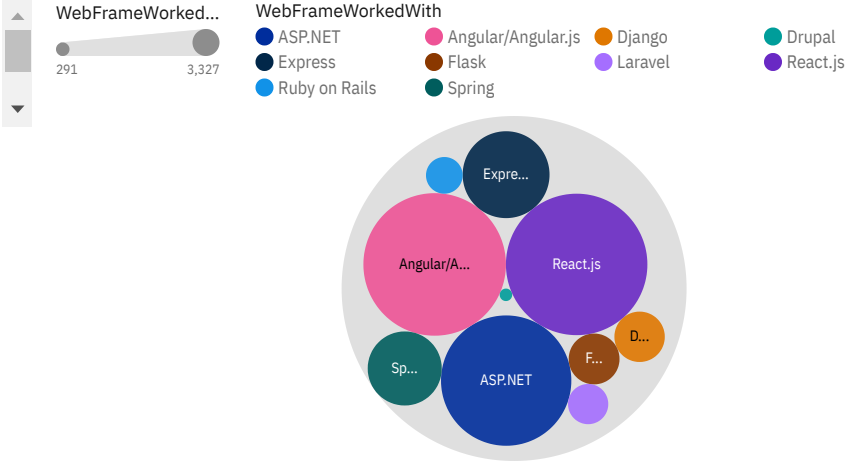 WebFrameWorked...
291
3,327
WebFrameWorkedWith
ASP.NET
Angular/Angular.js
Django
Drupal
Express
Flask
Laravel
React.js
Ruby on Rails
Spring
Expre...
Angular/A...
React.js
D...
F...
Sp...
ASP.NET